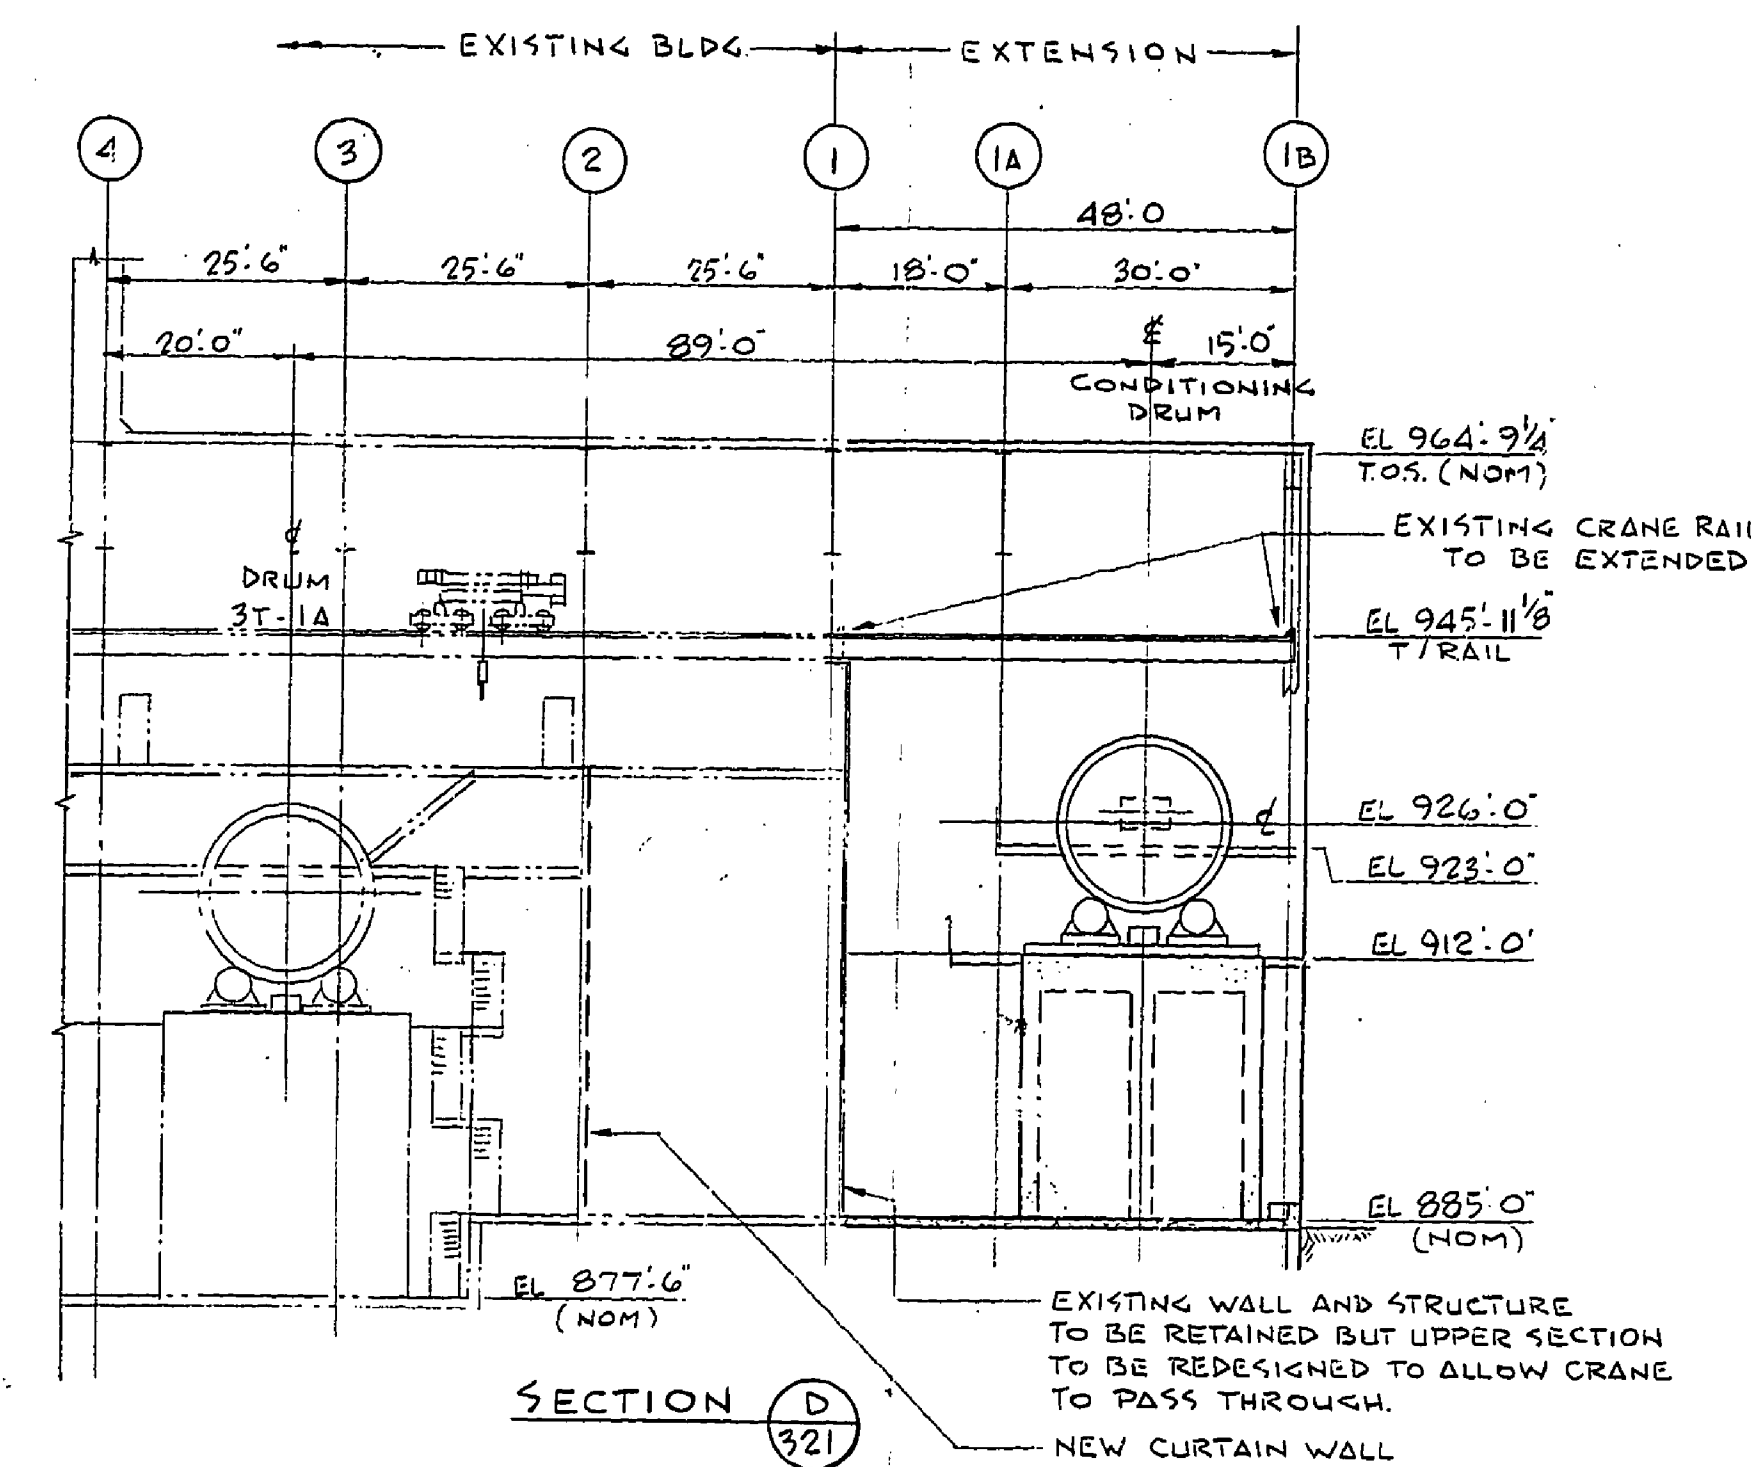 EXISTING BLDG.
EXTENSION
4
3
2
1
1A
1B
48'-0
25'-6"
25'-6"
25'-6"
18'-0"
30'-0"
20'-0"
89'-0"
15'-0"
CONDITIONING
DRUM
EL 964'-9 1/4"
T.O.S. (NOM)
EXISTING CRANE RAIL
TO BE EXTENDED
DRUM
3T-1A
EL 945'-11 1/8"
T/RAIL
EL 926'-0"
EL 923'-0"
EL 912'-0"
EL 885'-0"
(NOM)
EL 877'-6"
(NOM)
EXISTING WALL AND STRUCTURE
TO BE RETAINED BUT UPPER SECTION
TO BE REDESIGNED TO ALLOW CRANE
TO PASS THROUGH.
SECTION D
321
NEW CURTAIN WALL